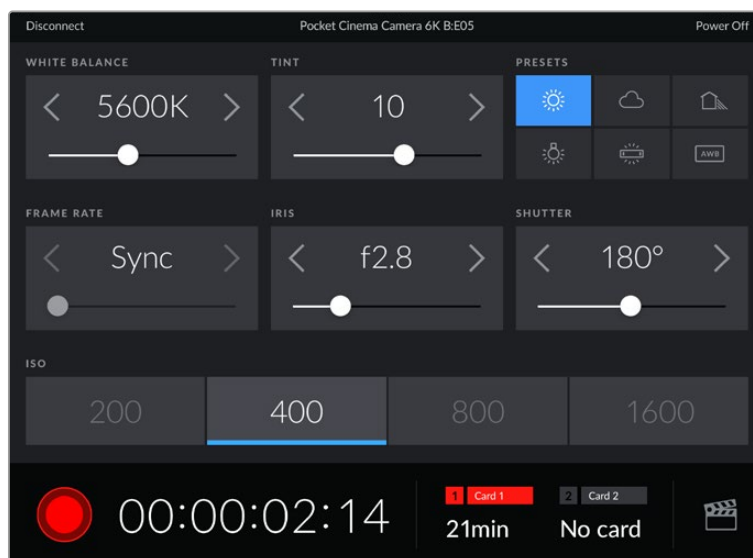 Disconnect Pocket Cinema Camera 6K B:E05 Power Off
WHITE BALANCE TINT PRESETS
5600K 10
AWB
FRAME RATE IRIS SHUTTER
Sync f2.8 180°
ISO
200 400 800 1600
1 Card 1 2 Card 2
00:00:02:14 21min No card